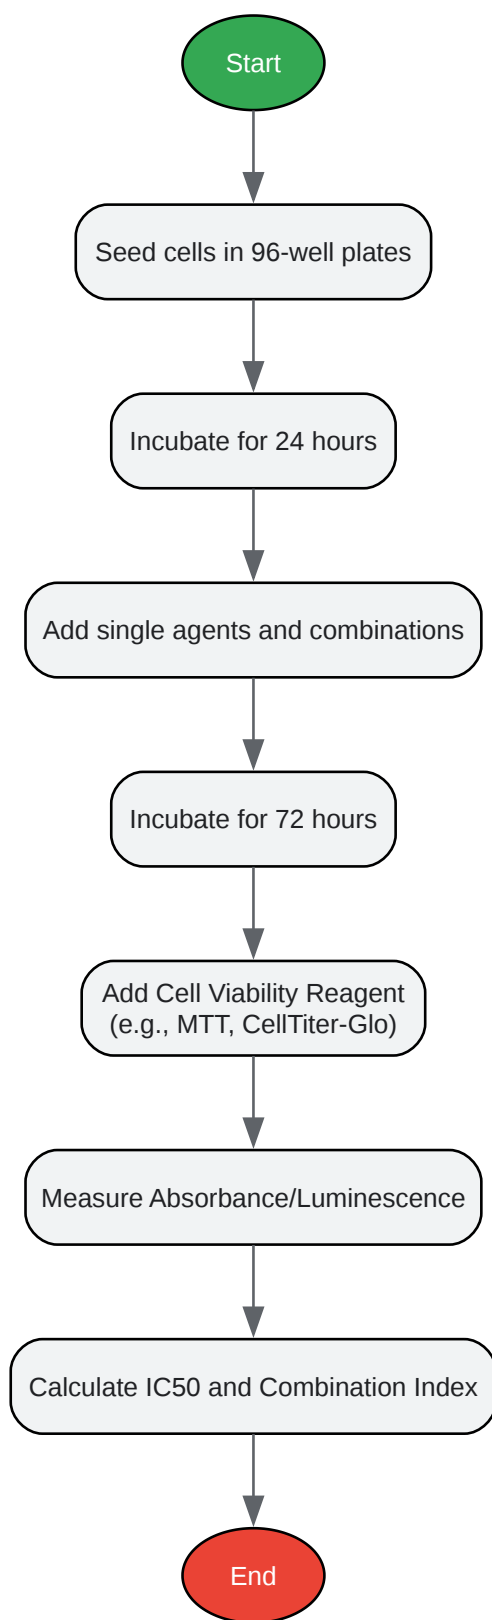 Start
Seed cells in 96-well plates
Incubate for 24 hours
Add single agents and combinations
Incubate for 72 hours
Add Cell Viability Reagent
(e.g., MTT, CellTiter-Glo)
Measure Absorbance/Luminescence
Calculate IC50 and Combination Index
End